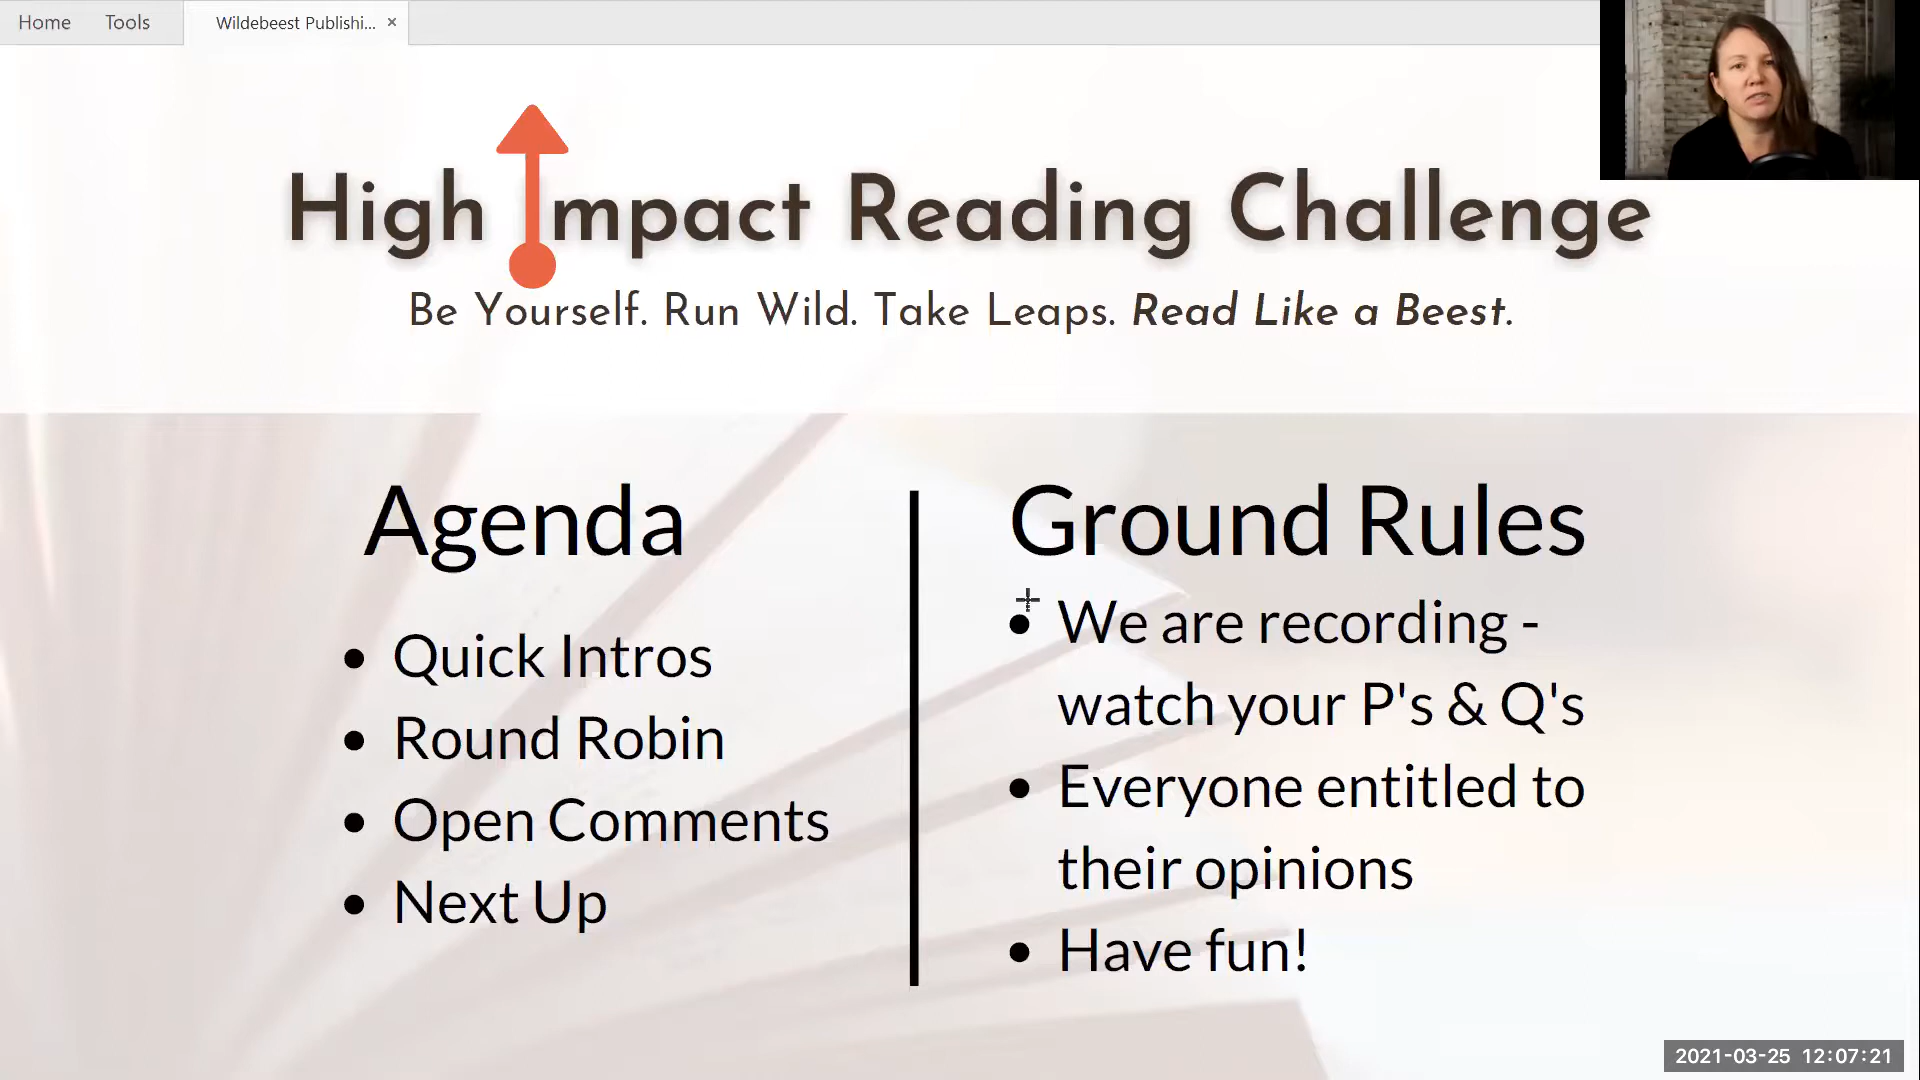 Home Tools Wildebeest Publishi... ×
High Impact Reading Challenge
Be Yourself. Run Wild. Take Leaps. Read Like a Beest.
Agenda
• Quick Intros
• Round Robin
• Open Comments
• Next Up
Ground Rules
• We are recording -
watch your P's & Q's
• Everyone entitled to
their opinions
• Have fun!
2021-03-25 12:07:21